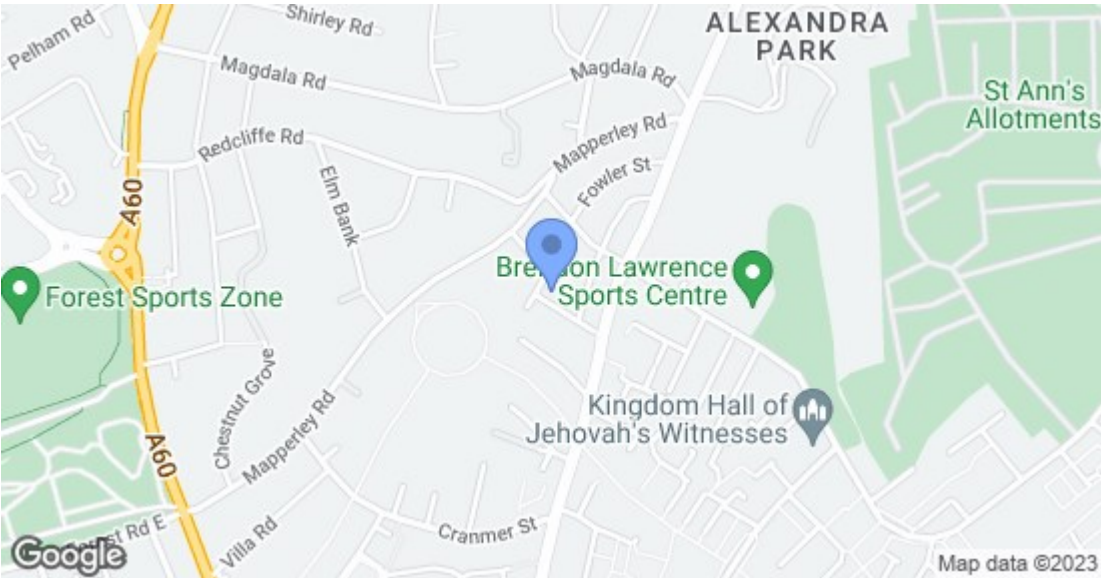 Pelham Rd
Shirley Rd
ALEXANDRA
PARK
Magdala Rd
Magdala Rd
St Ann's
Allotments
Mapperley Rd
Redcliffe Rd
Fowler St
Elm Bank
A60
Brendon Lawrence
Sports Centre
Forest Sports Zone
Chestnut Grove
Mapperley Rd
Kingdom Hall of
Jehovah's Witnesses
A60
Villa Rd
Cranmer St
Rd E
Google
Map data ©2023